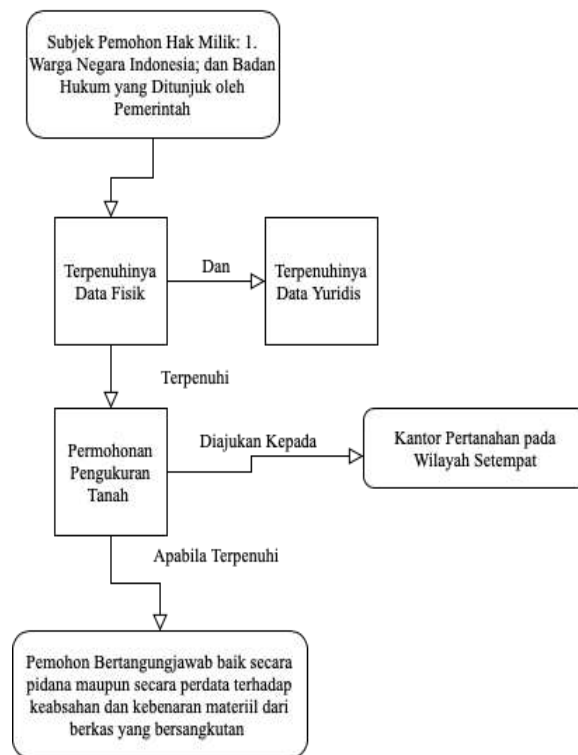 Subjek Pemohon Hak Milik: 1.
Warga Negara Indonesia; dan Badan
Hukum yang Ditunjuk oleh
Pemerintah
Terpenuhinya
Data Fisik
Dan
Terpenuhinya
Data Yuridis
Terpenuhi
Permohonan
Pengukuran
Tanah
Diajukan Kepada
Kantor Pertanahan pada
Wilayah Setempat
Apabila Terpenuhi
Pemohon Bertangungjawab baik secara
pidana maupun secara perdata terhadap
keabsahan dan kebenaran materiil dari
berkas yang bersangkutan